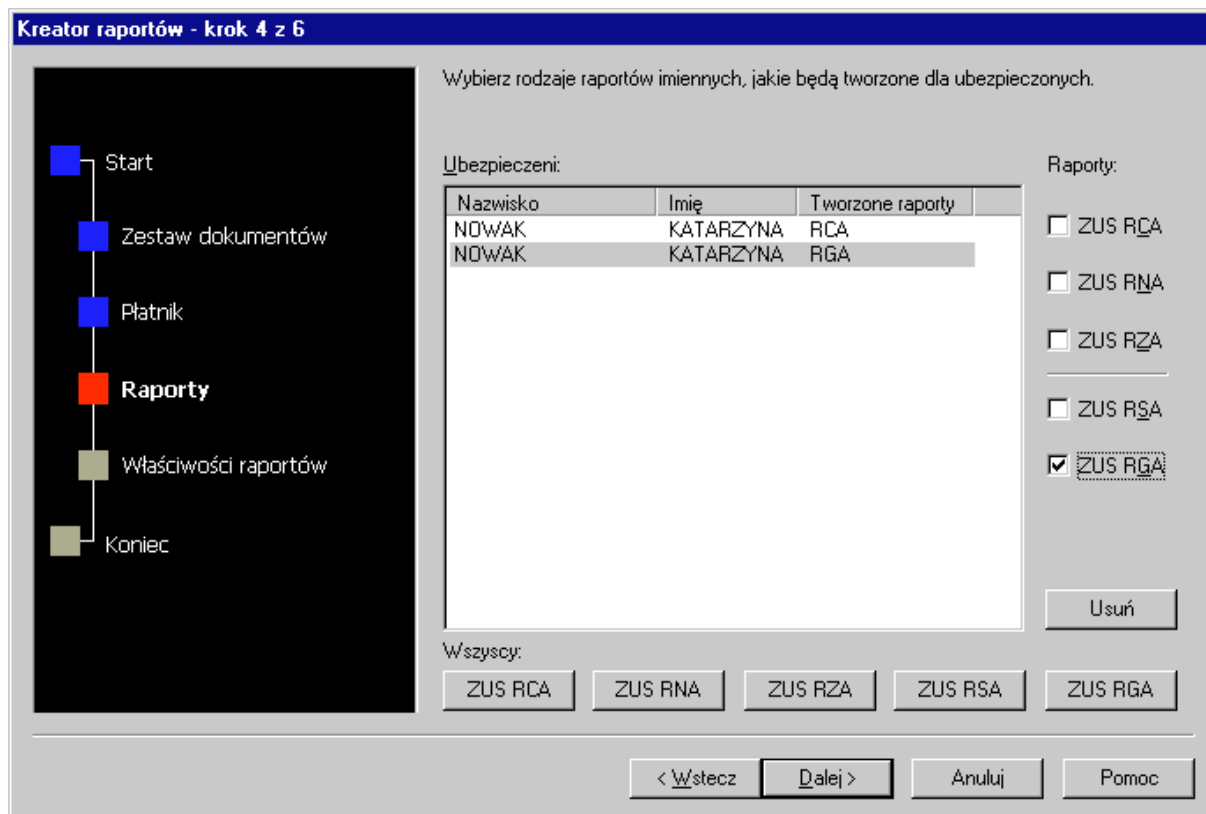 Kreator raportów - krok 4 z 6
Wybierz rodzaje raportów imiennych, jakie będą tworzone dla ubezpieczonych.
Start
Zestaw dokumentów
Płatnik
Raporty
Właściwości raportów
Koniec
Ubezpieczeni:
Nazwisko Imię Tworzone raporty
NOWAK KATARZYNA RCA
NOWAK KATARZYNA RGA
Raporty:
ZUS RCA
ZUS RNA
ZUS RZA
ZUS RSA
ZUS RGA
Usuń
Wszyscy:
ZUS RCA ZUS RNA ZUS RZA ZUS RSA ZUS RGA
< Wstecz Dalej > Anuluj Pomoc